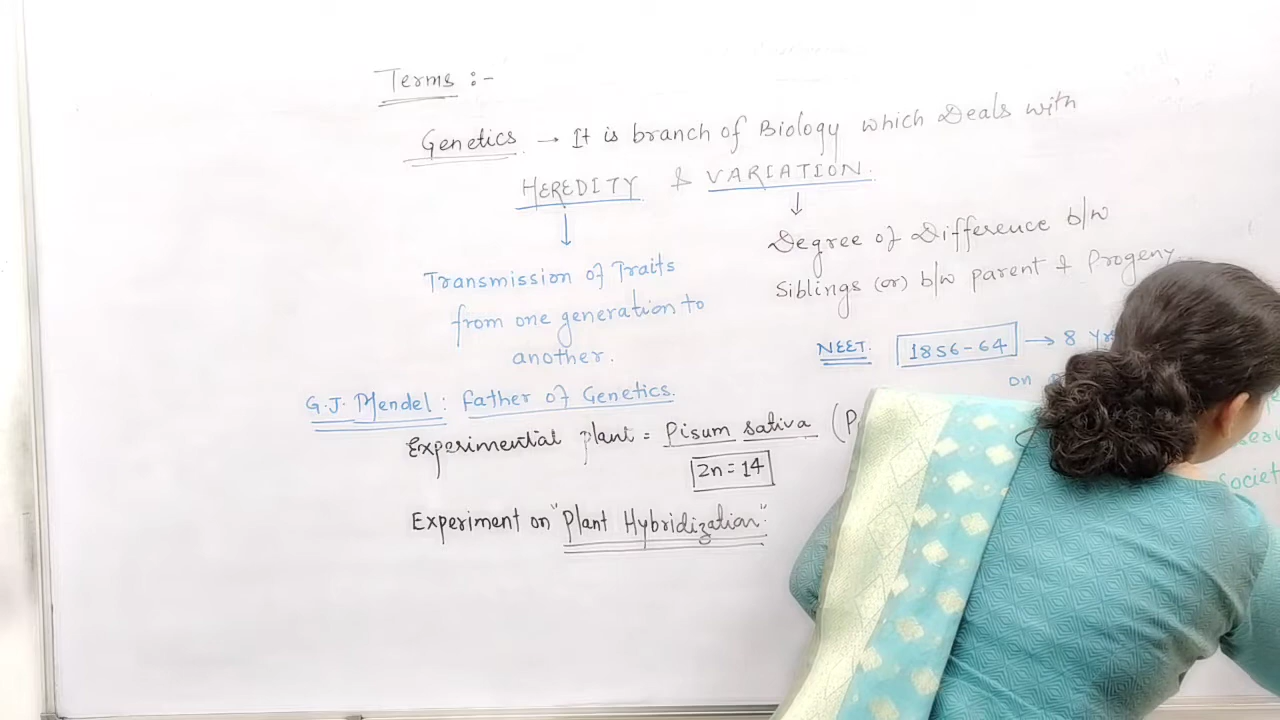 Terms :-
Genetics → It is branch of Biology which Deals with
HEREDITY & VARIATION.
Degree of Difference b/w
Siblings (or) b/w parent & Progeny
Transmission of Traits
from one generation to
another.
NEET. 1856-64 → 8 Yrs
on
G.J. Mendel : Father of Genetics.
Experimental plant = Pisum sativa (P
2n = 14
Experiment on "Plant Hybridization".